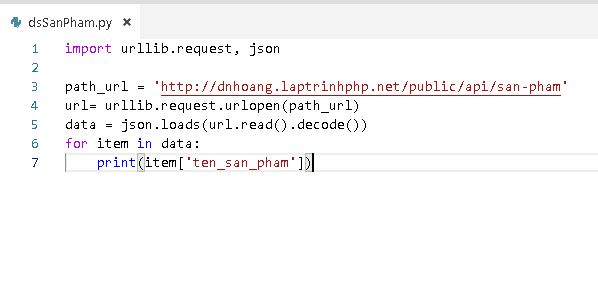 dsSanPham.py ×
1 import urllib.request, json
2
3 path_url = 'http://dnhoang.laptrinhphp.net/public/api/san-pham'
4 url= urllib.request.urlopen(path_url)
5 data = json.loads(url.read().decode())
6 for item in data:
7     print(item['ten_san_pham'])